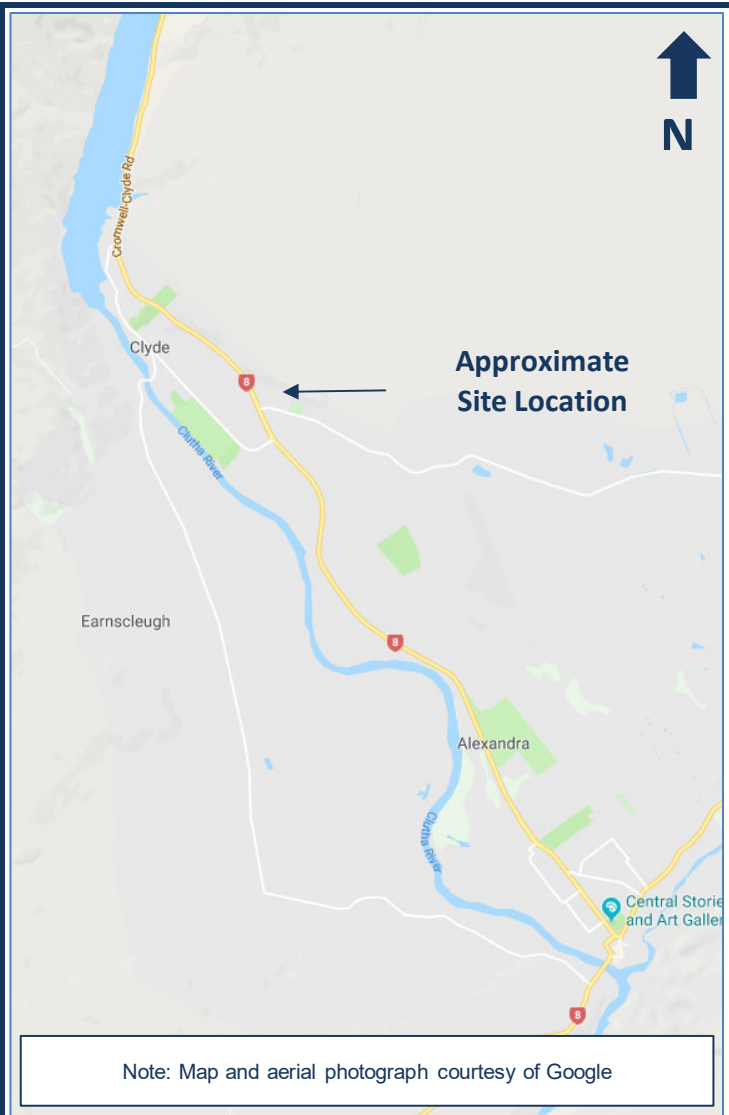 N
Cromwell-Clyde Rd
Clyde
Approximate
Site Location
8
Clutha River
Earnscleugh
8
Alexandra
Clutha River
Central Storie
and Art Galler
8
Note: Map and aerial photograph courtesy of Google